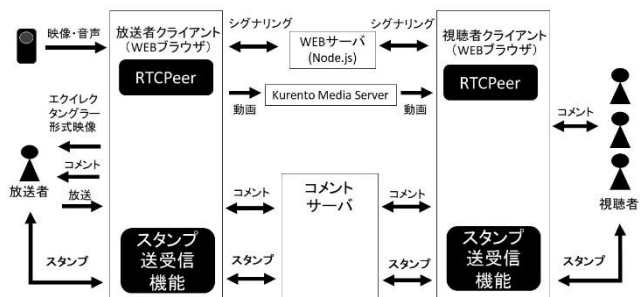 映像・音声
放送者クライアント
(WEBブラウザ)
RTCPeer
シグナリング
シグナリング
WEBサーバ
(Node.js)
視聴者クライアント
(WEBブラウザ)
RTCPeer
動画
Kurento Media Server
動画
エクイレク
タングラー
形式映像
コメント
放送者
放送
スタンプ
スタンプ
送受信
機能
コメント
スタンプ
コメント
サーバ
コメント
スタンプ
スタンプ
送受信
機能
コメント
視聴者
スタンプ